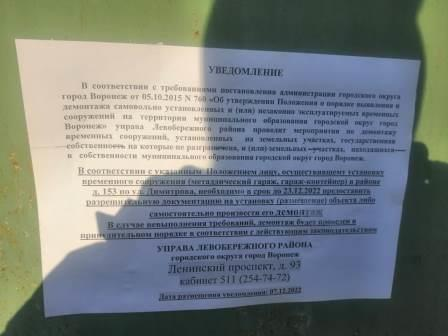 УВЕДОМЛЕНИЕ
В соответствии с требованиями постановления администрации городского округа
город Воронеж от 05.10.2015 N 760 «Об утверждении Положения о порядке выявления и
демонтажа самовольно установленных и (или) незаконно эксплуатируемых временных
сооружений на территории муниципального образования городской округ город
Воронеж» управа Левобережного района проводит мероприятия по демонтажу
временных сооружений, установленных на земельных участках, государственная
собственность на которые не разграничена, и (или) земельных участках, находящихся
в собственности муниципального образования городской округ город Воронеж.
В соответствии с указанным Положением лицу, осуществившему установку
временного сооружения (металлический гараж, гараж-контейнер) в районе
д. 153 по ул. Димитрова, необходимо в срок до 23.12.2022 предоставить
разрешительную документацию на установку (размещение) объекта либо
самостоятельно произвести его демонтаж
В случае невыполнения требований, демонтаж будет произведен в
принудительном порядке в соответствии с действующим законодательством
УПРАВА ЛЕВОБЕРЕЖНОГО РАЙОНА
городского округа город Воронеж
Ленинский проспект, д. 93
кабинет 511 (254-74-72)
Дата размещения уведомления: 07.12.2022